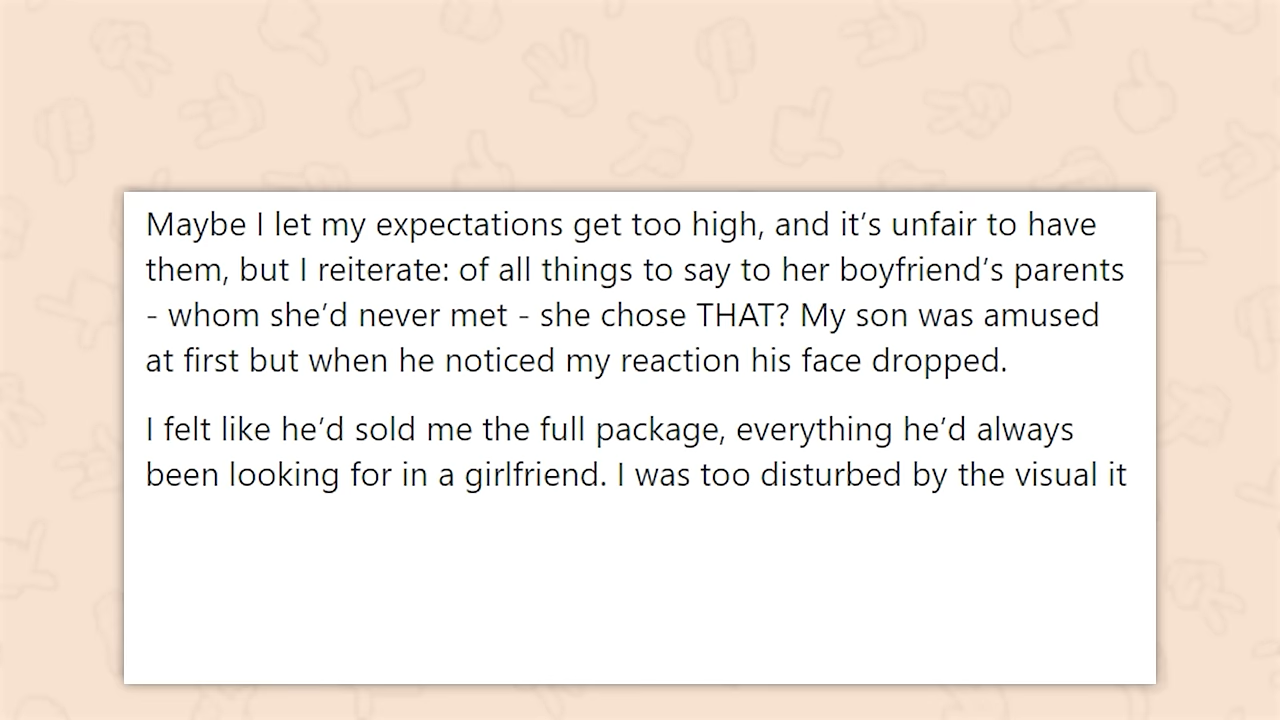 Maybe I let my expectations get too high, and it’s unfair to have
them, but I reiterate: of all things to say to her boyfriend’s parents
- whom she’d never met - she chose THAT? My son was amused
at first but when he noticed my reaction his face dropped.
I felt like he’d sold me the full package, everything he’d always
been looking for in a girlfriend. I was too disturbed by the visual it